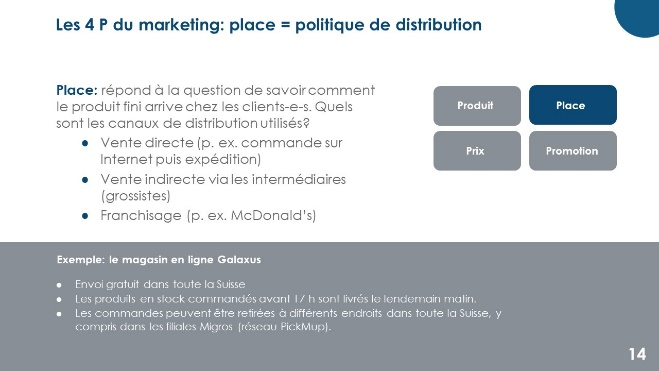 Les 4 P du marketing: place = politique de distribution
Place: répond à la question de savoir comment
le produit fini arrive chez les clients-e-s. Quels
sont les canaux de distribution utilisés?
● Vente directe (p. ex. commande sur
Internet puis expédition)
● Vente indirecte via les intermédiaires
(grossistes)
● Franchisage (p. ex. McDonald's)
Produit
Place
Prix
Promotion
Exemple: le magasin en ligne Galaxus
● Envoi gratuit dans toute la Suisse
● Les produits en stock commandés avant 17 h sont livrés le lendemain matin.
● Les commandes peuvent être retirées à différents endroits dans toute la Suisse, y
compris dans les filiales Migros (réseau PickMup).
14